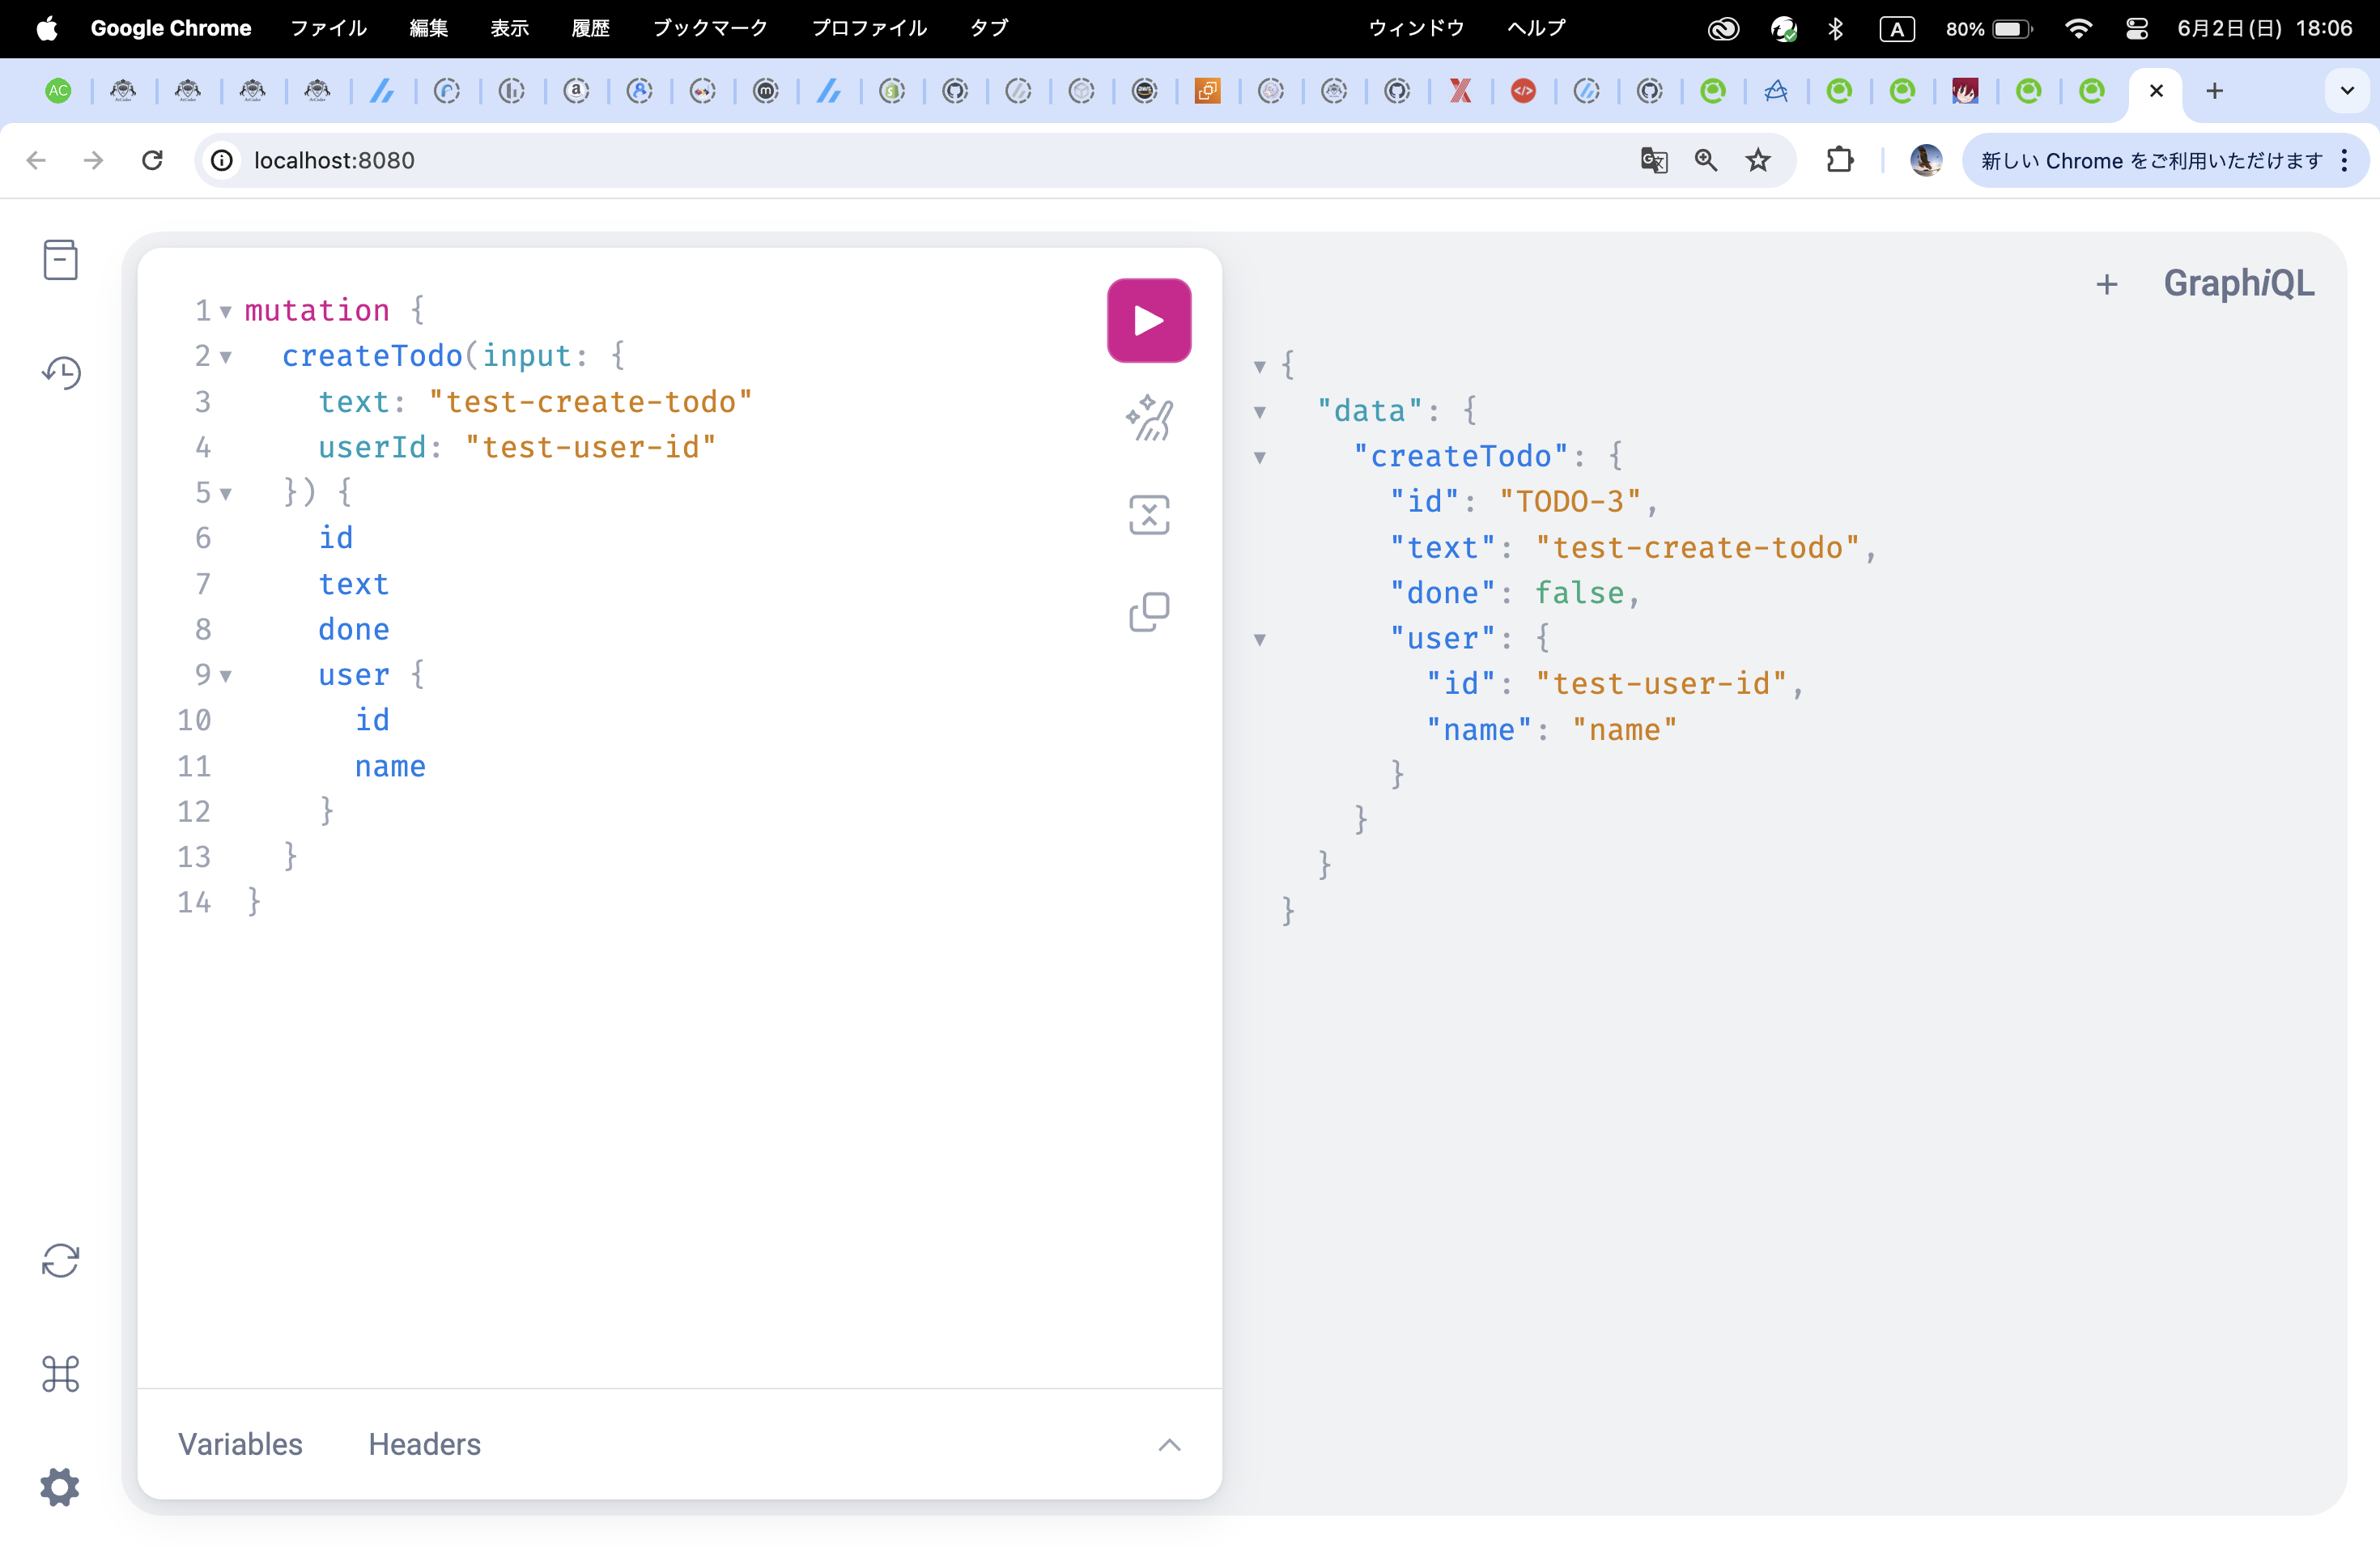 Google Chrome ファイル 編集 表示 履歴 ブックマーク プロファイル タブ ウィンドウ ヘルプ A 80% 6月2日(日) 18:06
localhost:8080 新しい Chrome をご利用いただけます
GraphiQL
1 mutation {
2 createTodo(input: {
3 text: "test-create-todo"
4 userId: "test-user-id"
5 }) {
6 id
7 text
8 done
9 user {
10 id
11 name
12 }
13 }
14 }
{
"data": {
"createTodo": {
"id": "TODO-3",
"text": "test-create-todo",
"done": false,
"user": {
"id": "test-user-id",
"name": "name"
}
}
}
}
Variables Headers